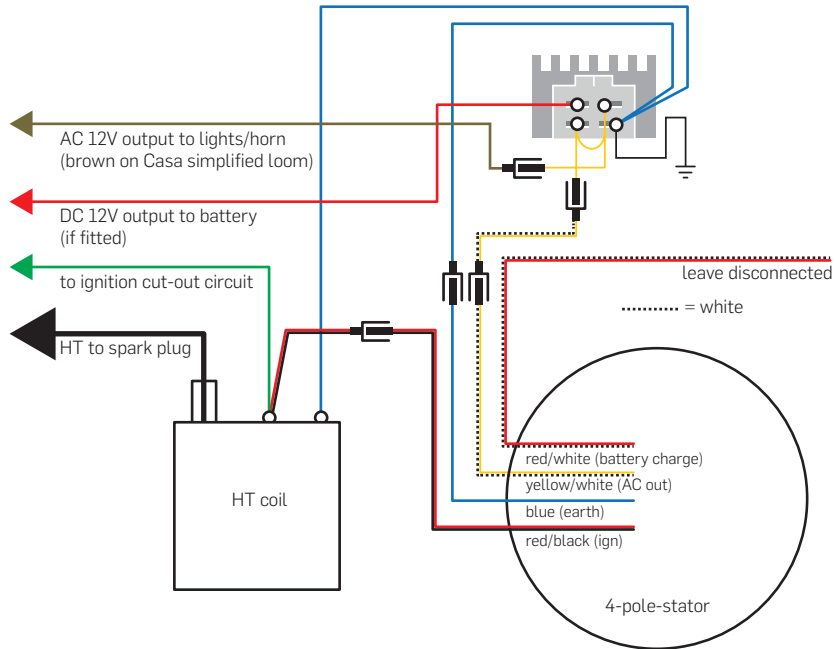 AC 12V output to lights/horn
(brown on Casa simplified loom)
DC 12V output to battery
(if fitted)
to ignition cut-out circuit
leave disconnected
= white
HT to spark plug
red/white (battery charge)
yellow/white (AC out)
HT coil
blue (earth)
red/black (ign)
4-pole-stator